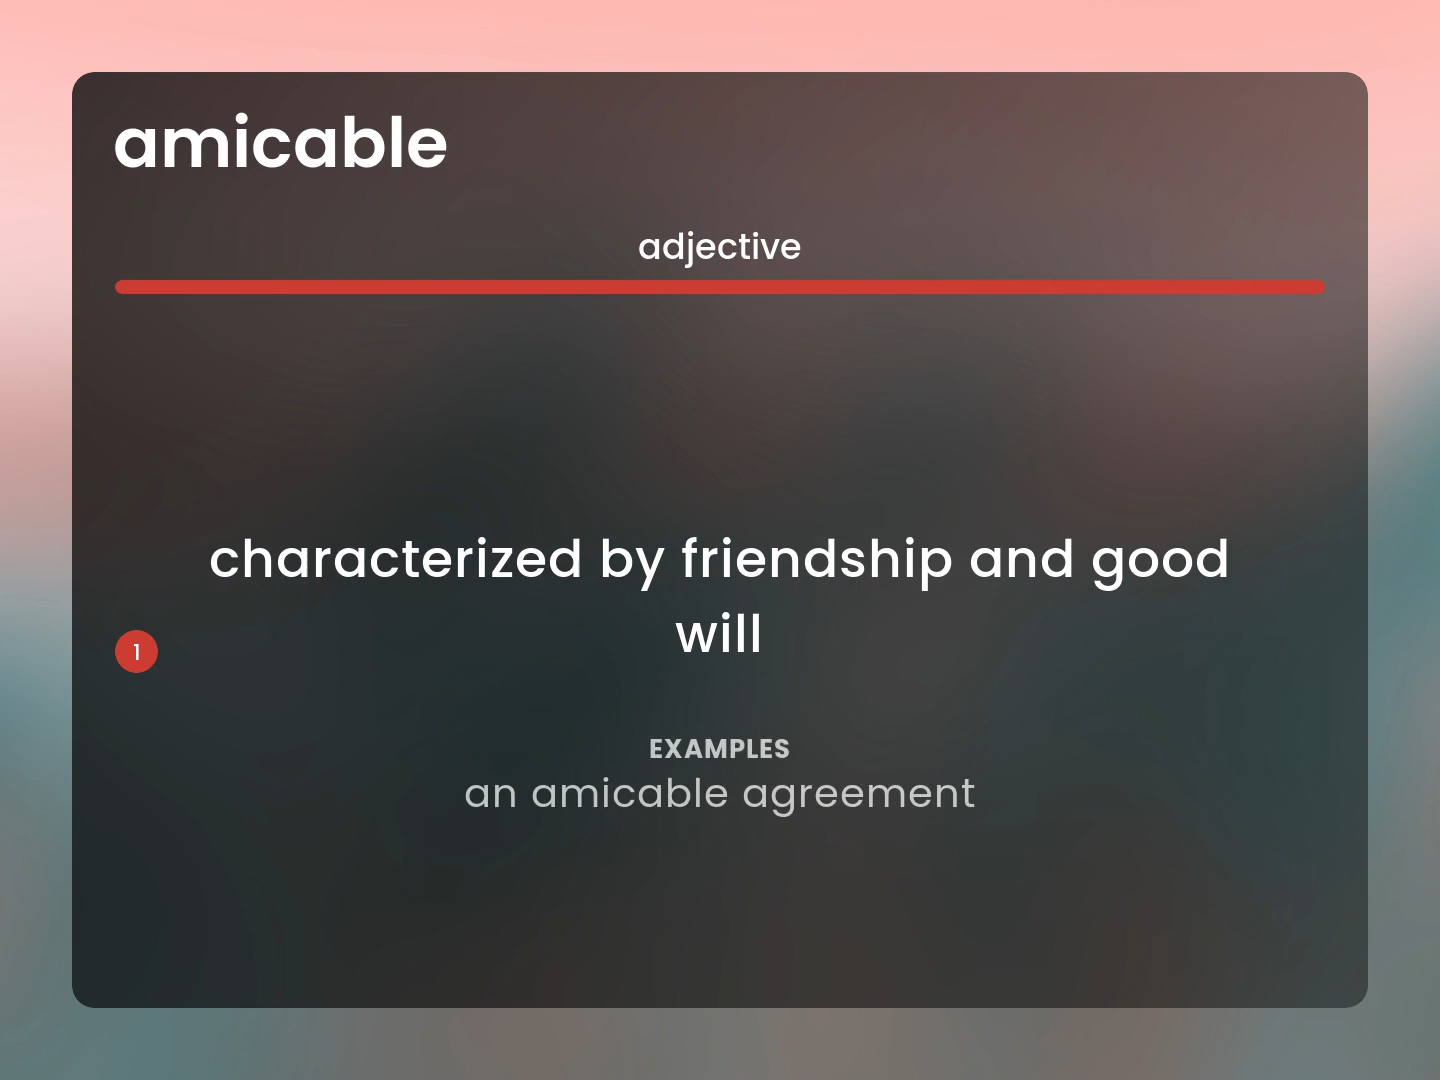 amicable
adjective
characterized by friendship and good
will
1
EXAMPLES
an amicable agreement